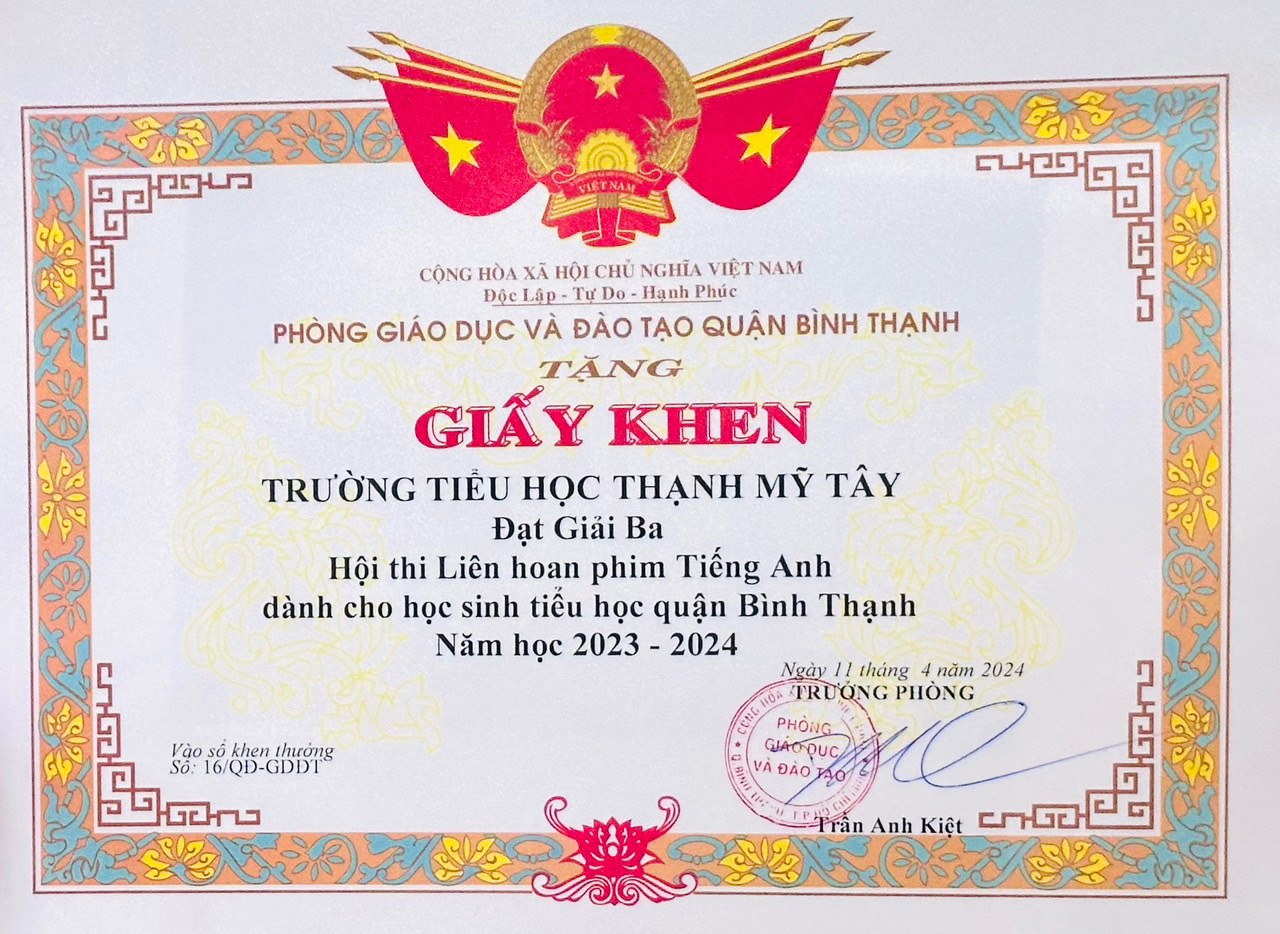 VIỆT NAM
CỘNG HÒA XÃ HỘI CHỦ NGHĨA VIỆT NAM
Độc Lập - Tự Do - Hạnh Phúc
PHÒNG GIÁO DỤC VÀ ĐÀO TẠO QUẬN BÌNH THẠNH
TẶNG
GIẤY KHEN
TRƯỜNG TIỂU HỌC THẠNH MỸ TÂY
Đạt Giải Ba
Hội thi Liên hoan phim Tiếng Anh
dành cho học sinh tiểu học quận Bình Thạnh
Năm học 2023 - 2024
Ngày 11 tháng 4 năm 2024
TRƯỞNG PHÒNG
PHÒNG
GIÁO DỤC
VÀ ĐÀO TẠO
Vào sổ khen thưởng
Số: 16/QĐ-GDĐT
Trần Anh Kiệt